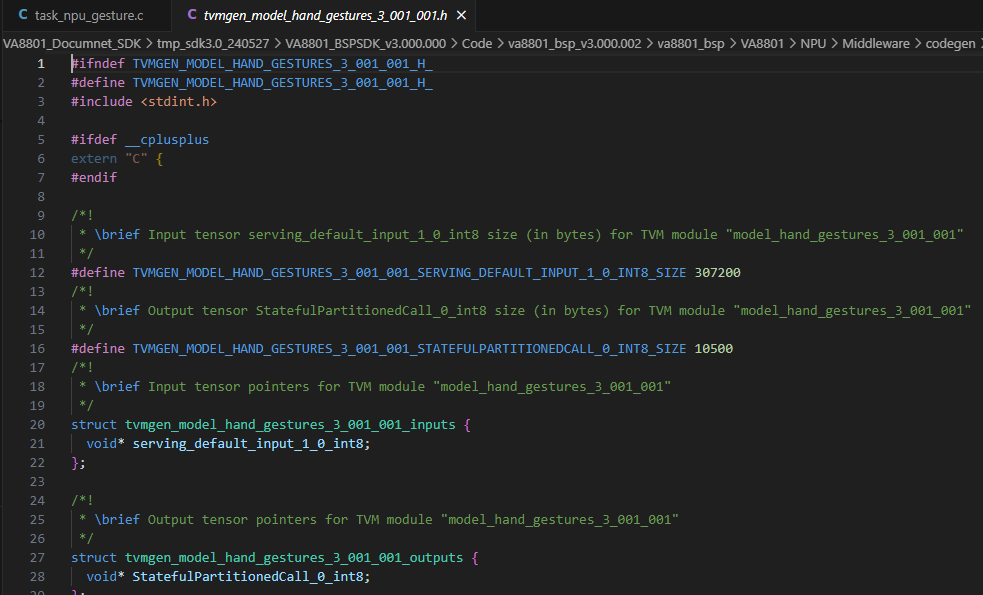 C task_npu_gesture.c
C tvmgen_model_hand_gestures_3_001_001.h ×
VA8801_Documnet_SDK > tmp_sdk3.0_240527 > VA8801_BSPSDK_v3.000.000 > Code > va8801_bsp_v3.000.002 > va8801_bsp > VA8801 > NPU > Middleware > codegen >
1 #ifndef TVMGEN_MODEL_HAND_GESTURES_3_001_001_H_
2 #define TVMGEN_MODEL_HAND_GESTURES_3_001_001_H_
3 #include <stdint.h>
4
5 #ifdef __cplusplus
6 extern "C" {
7 #endif
8
9 /*!
10 * \brief Input tensor serving_default_input_1_0_int8 size (in bytes) for TVM module "model_hand_gestures_3_001_001"
11 */
12 #define TVMGEN_MODEL_HAND_GESTURES_3_001_001_SERVING_DEFAULT_INPUT_1_0_INT8_SIZE 307200
13 /*!
14 * \brief Output tensor StatefulPartitionedCall_0_int8 size (in bytes) for TVM module "model_hand_gestures_3_001_001"
15 */
16 #define TVMGEN_MODEL_HAND_GESTURES_3_001_001_STATEFULPARTITIONEDCALL_0_INT8_SIZE 10500
17 /*!
18 * \brief Input tensor pointers for TVM module "model_hand_gestures_3_001_001"
19 */
20 struct tvmgen_model_hand_gestures_3_001_001_inputs {
21 void* serving_default_input_1_0_int8;
22 };
23
24 /*!
25 * \brief Output tensor pointers for TVM module "model_hand_gestures_3_001_001"
26 */
27 struct tvmgen_model_hand_gestures_3_001_001_outputs {
28 void* StatefulPartitionedCall_0_int8;
29 };